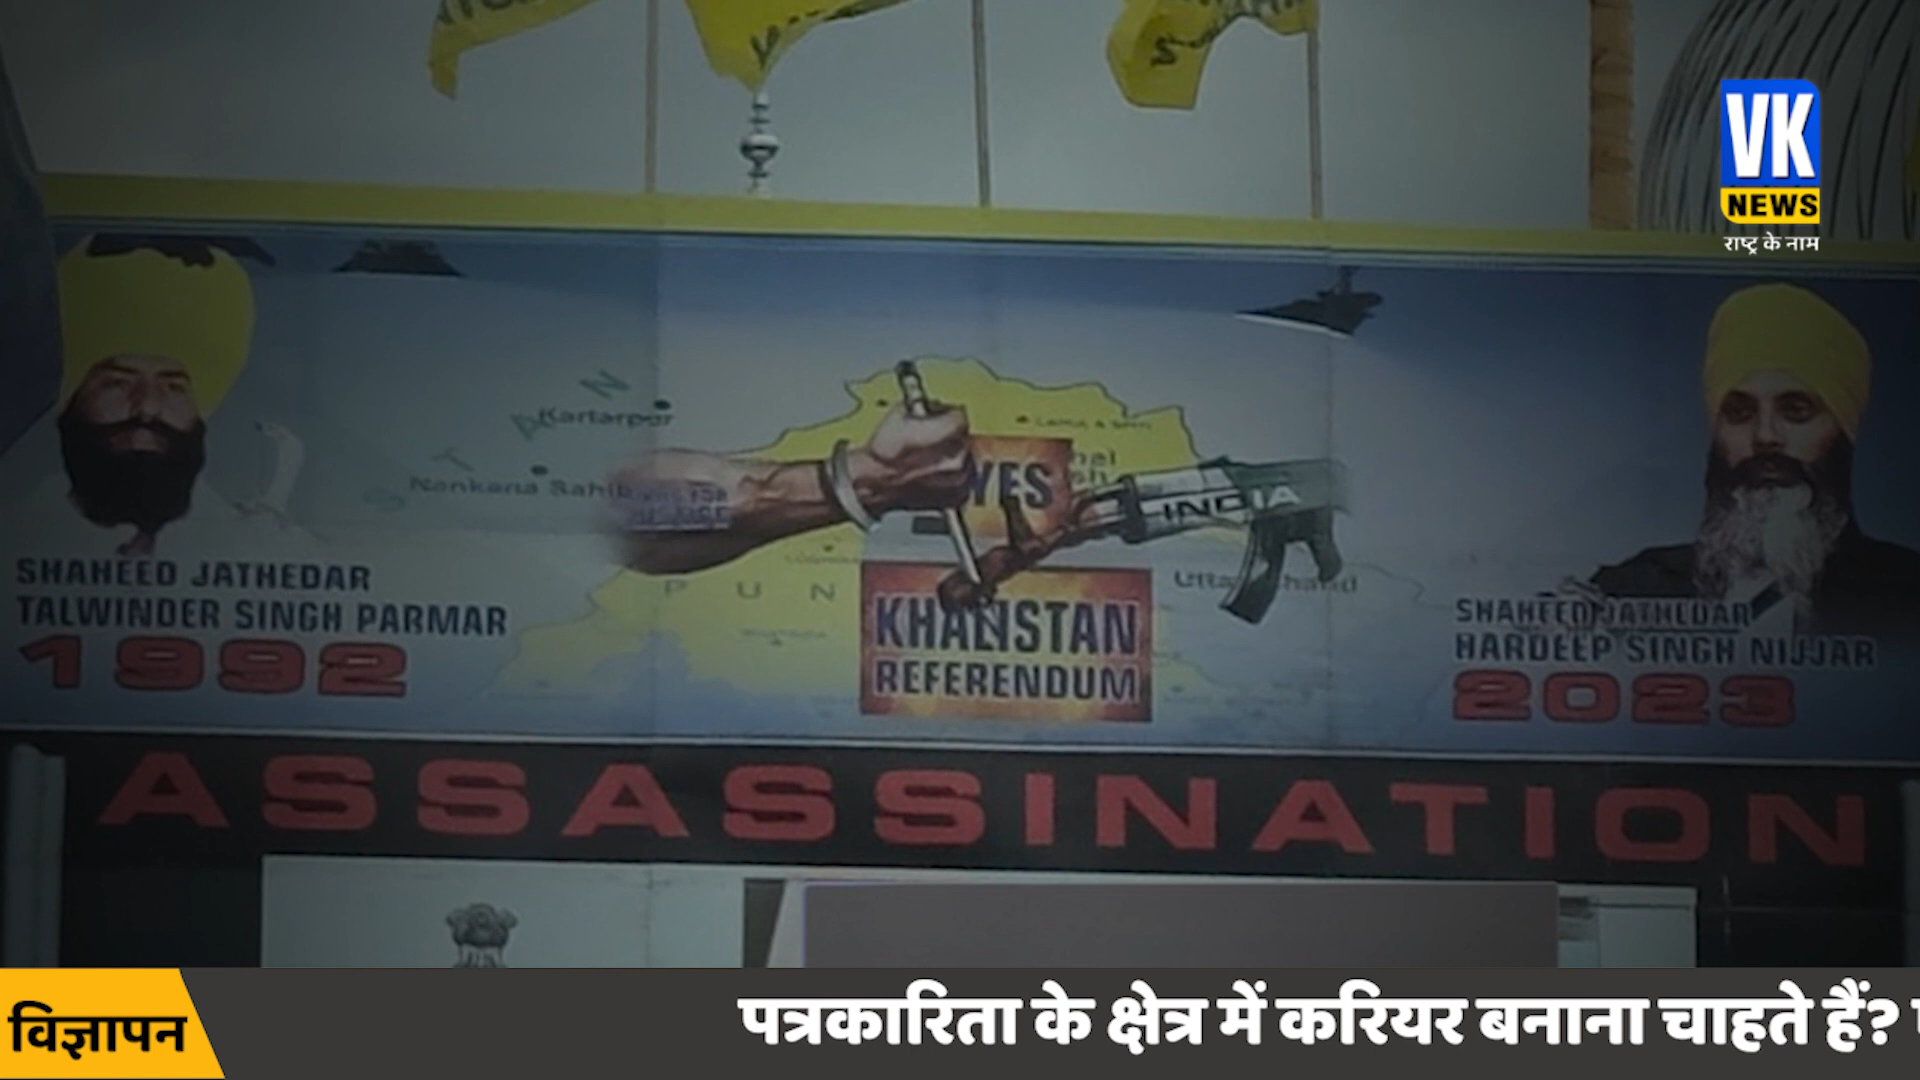 VK
NEWS
राष्ट्र के नाम
Kartarpur
Nankana Sahib
YES
INDIA
PUN
KHALISTAN
REFERENDUM
SHAHEED JATHEDAR
TALWINDER SINGH PARMAR
1992
SHAHEED JATHEDAR
HARDEEP SINGH NIJJAR
2023
ASSASSINATION
विज्ञापन
पत्रकारिता के क्षेत्र में करियर बनाना चाहते हैं?